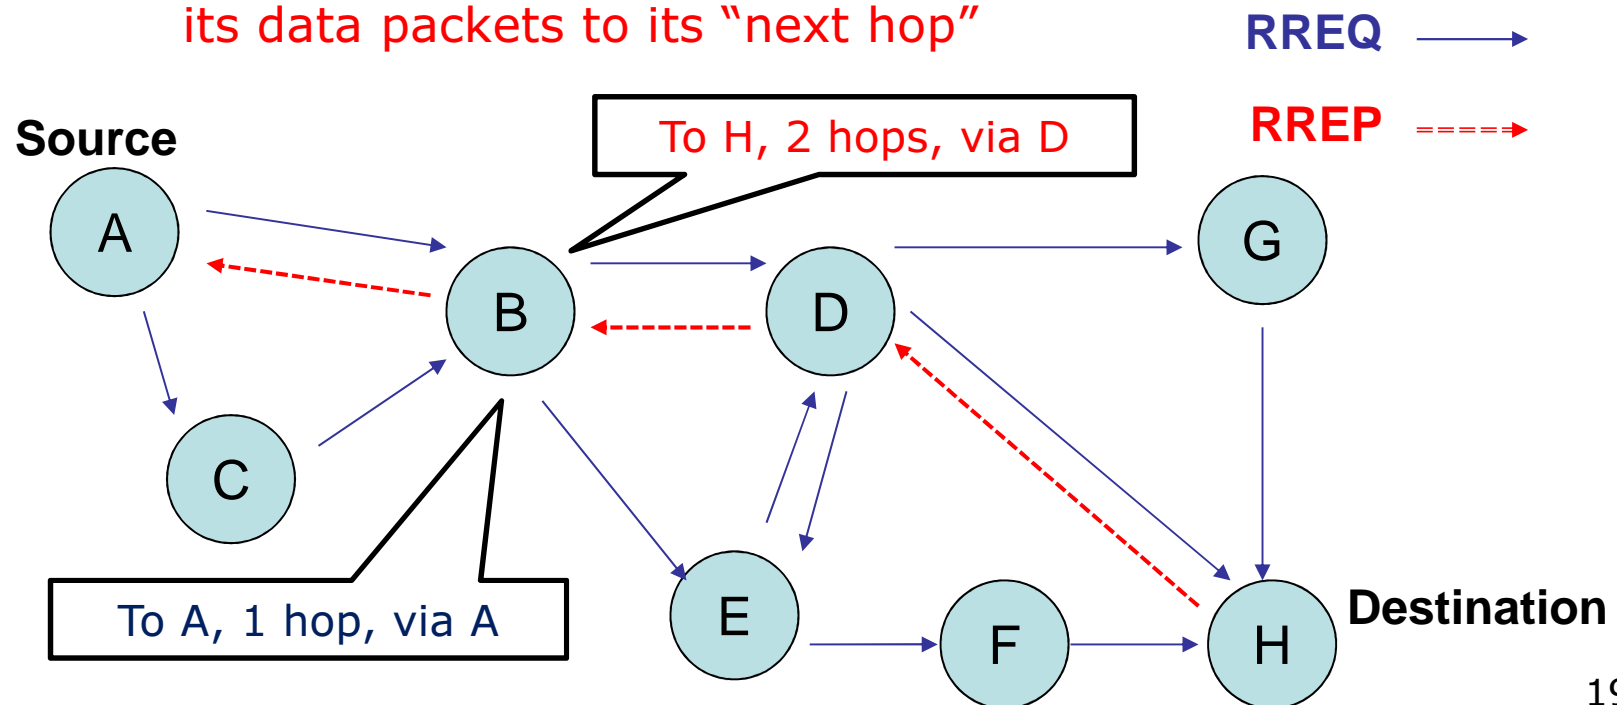 its data packets to its “next hop”
RREQ
RREP
Source
To H, 2 hops, via D
A
B
D
G
C
To A, 1 hop, via A
E
F
H
Destination
19